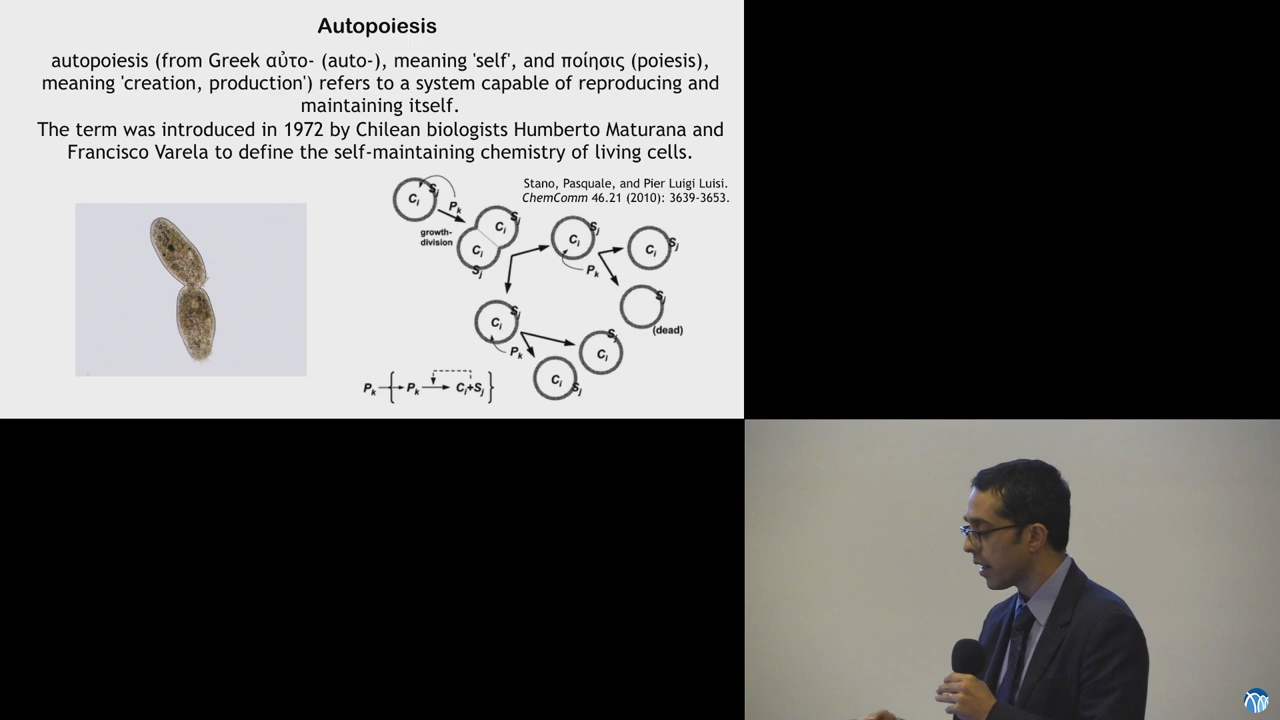 Autopoiesis
autopoiesis (from Greek αὐτο- (auto-), meaning 'self', and ποίησις (poiesis),
meaning 'creation, production') refers to a system capable of reproducing and
maintaining itself.
The term was introduced in 1972 by Chilean biologists Humberto Maturana and
Francisco Varela to define the self-maintaining chemistry of living cells.
Stano, Pasquale, and Pier Luigi Luisi.
ChemComm 46.21 (2010): 3639-3653.
Ci Sj
Pk
growth-
division
Ci Sj
Ci
Sj
Ci Sj
Pk
Ci Sj
Sj
(dead)
Ci Sj
Pk
Ci Sj
Ci Sj
Pk { Pk Ci+Sj }